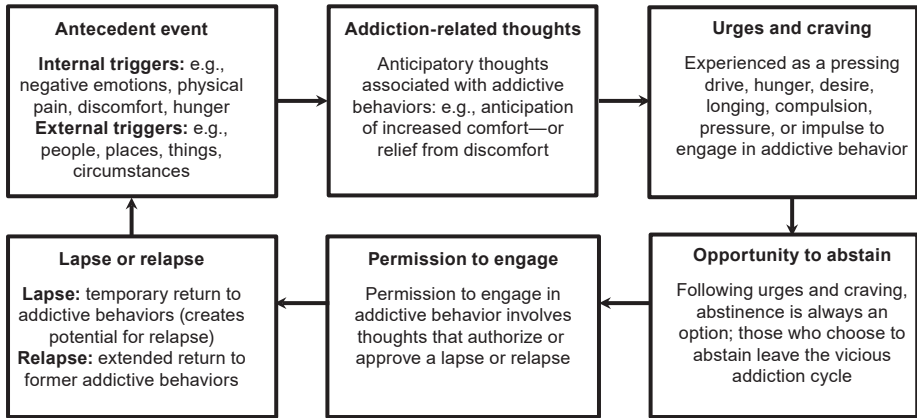 Antecedent event
Internal triggers: e.g.,
negative emotions, physical
pain, discomfort, hunger
External triggers: e.g.,
people, places, things,
circumstances
Addiction-related thoughts
Anticipatory thoughts
associated with addictive
behaviors: e.g., anticipation
of increased comfort—or
relief from discomfort
Urges and craving
Experienced as a pressing
drive, hunger, desire,
longing, compulsion,
pressure, or impulse to
engage in addictive behavior
Lapse or relapse
Lapse: temporary return to
addictive behaviors (creates
potential for relapse)
Relapse: extended return to
former addictive behaviors
Permission to engage
Permission to engage in
addictive behavior involves
thoughts that authorize or
approve a lapse or relapse
Opportunity to abstain
Following urges and craving,
abstinence is always an
option; those who choose to
abstain leave the vicious
addiction cycle